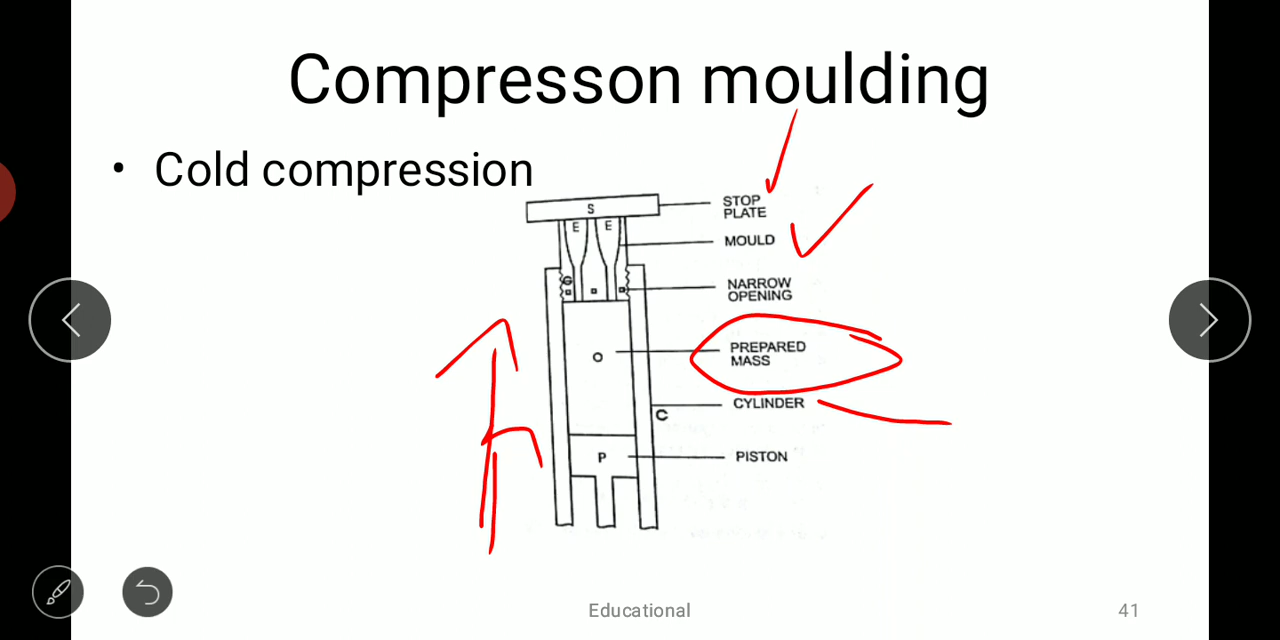 Compresson moulding
• Cold compression
STOP
PLATE
S
E E
MOULD
G
NARROW
OPENING
PREPARED
MASS
O
CYLINDER
C
P
PISTON
Educational
41